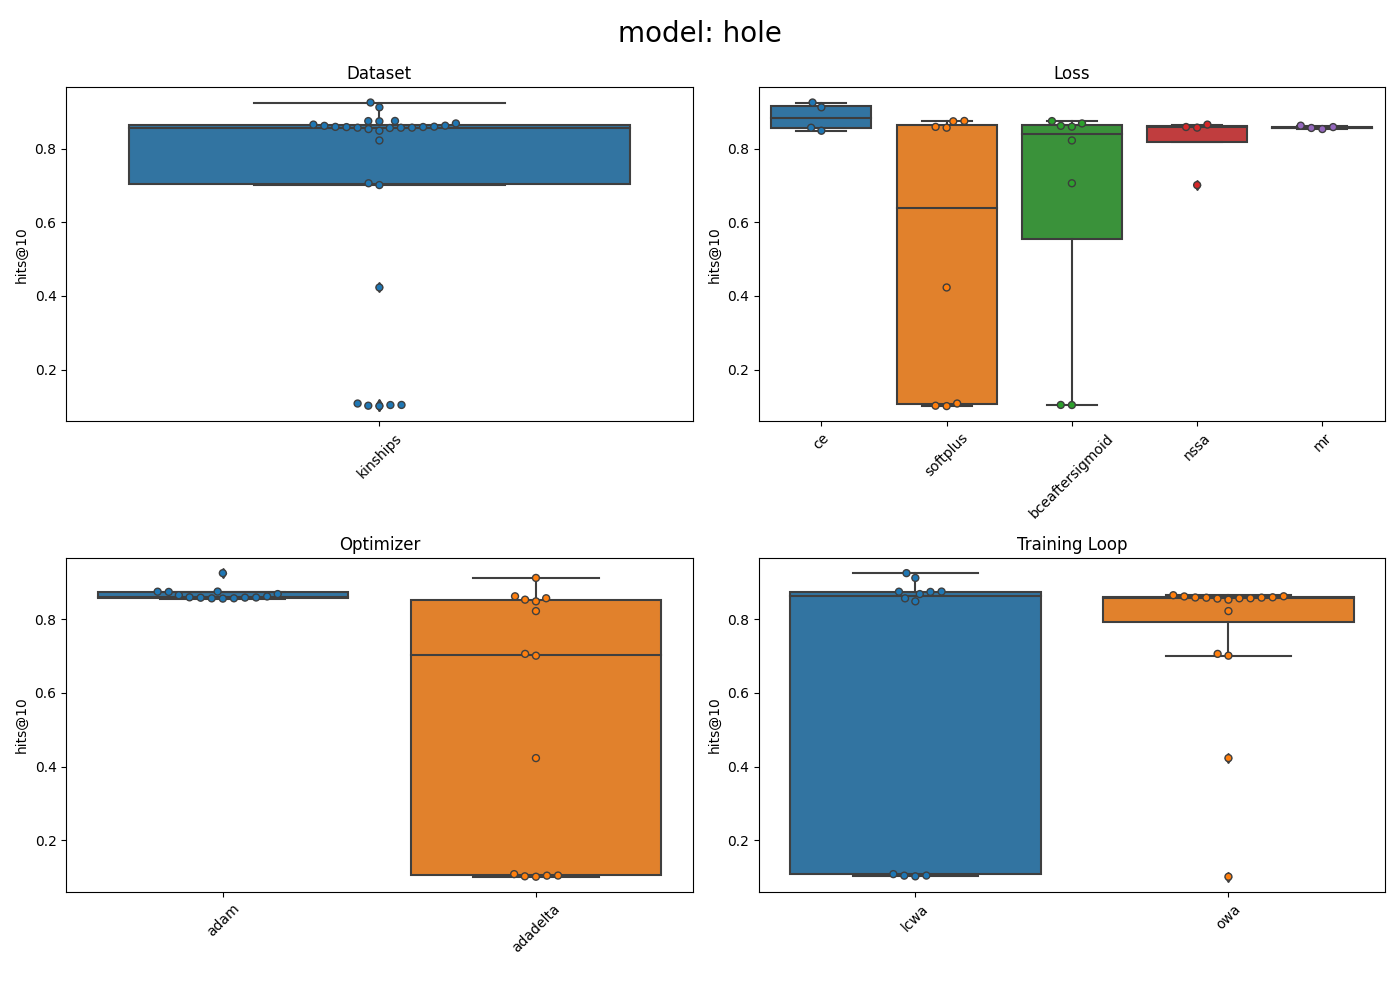 model: hole
Dataset
hits@10
0.8
0.6
0.4
0.2
kinships
Loss
hits@10
0.8
0.6
0.4
0.2
ce
softplus
bceaftersigmoid
nssa
mr
Optimizer
hits@10
0.8
0.6
0.4
0.2
adam
adadelta
Training Loop
hits@10
0.8
0.6
0.4
0.2
lcwa
owa